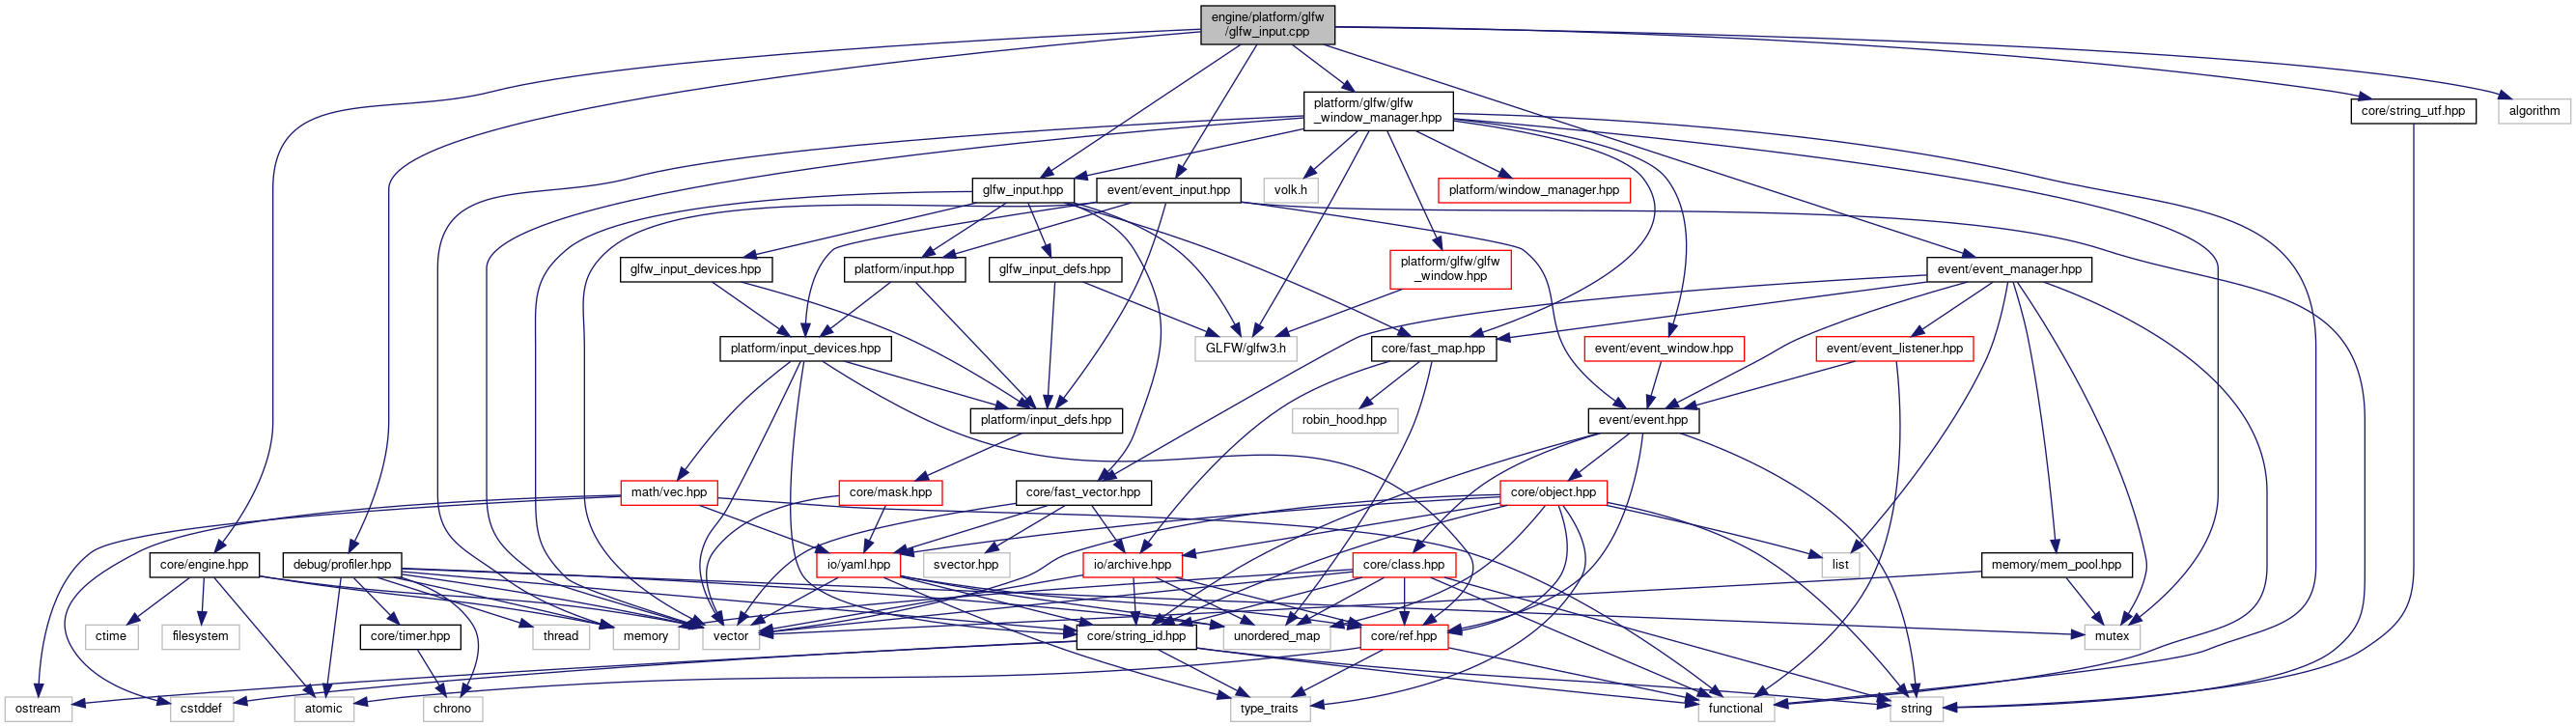 engine/platform/glfw
/glfw_input.cpp
platform/glfw/glfw
_window_manager.hpp
core/string_utf.hpp
algorithm
glfw_input.hpp
event/event_input.hpp
volk.h
platform/window_manager.hpp
glfw_input_devices.hpp
platform/input.hpp
glfw_input_defs.hpp
platform/glfw/glfw
_window.hpp
event/event_manager.hpp
platform/input_devices.hpp
GLFW/glfw3.h
core/fast_map.hpp
event/event_window.hpp
event/event_listener.hpp
platform/input_defs.hpp
robin_hood.hpp
event/event.hpp
math/vec.hpp
core/mask.hpp
core/fast_vector.hpp
core/object.hpp
core/engine.hpp
debug/profiler.hpp
io/yaml.hpp
svector.hpp
io/archive.hpp
core/class.hpp
list
memory/mem_pool.hpp
ctime
filesystem
core/timer.hpp
thread
memory
vector
core/string_id.hpp
unordered_map
core/ref.hpp
mutex
ostream
cstddef
atomic
chrono
type_traits
functional
string